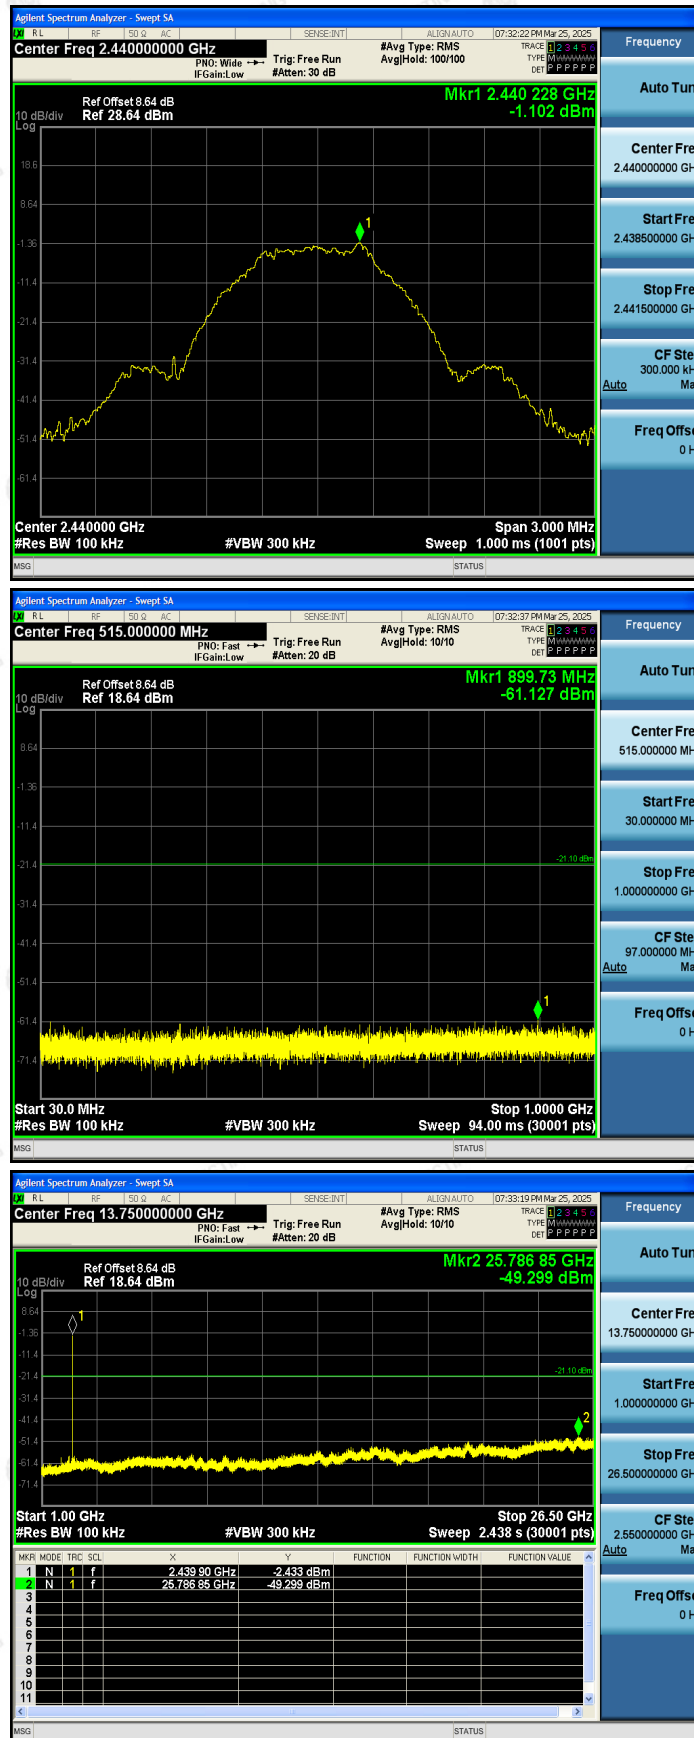 Agilent Spectrum Analyzer - Swept SA
LXI RL RF 50 Ω AC SENSE:INT ALIGN AUTO 07:32:22 PM Mar 25, 2025
Center Freq 2.440000000 GHz #Avg Type: RMS TRACE 1 2 3 4 5 6
PNO: Wide Trig: Free Run Avg|Hold: 100/100 TYPE M WWWWW
IFGain:Low #Atten: 30 dB DET P P P P P P
Frequency
Auto Tun
Ref Offset 8.64 dB Mkr1 2.440 228 GHz
10 dB/div Ref 28.64 dBm -1.102 dBm
Log
18.6
8.64
-1.36
-11.4
-21.4
-31.4
-41.4
-51.4
-61.4
1
Center Fre
2.440000000 GH
Start Fre
2.438500000 GH
Stop Fre
2.441500000 GH
CF Ste
300.000 kH
Auto Ma
Freq Offse
0 H
Center 2.440000 GHz Span 3.000 MHz
#Res BW 100 kHz #VBW 300 kHz Sweep 1.000 ms (1001 pts)
MSG STATUS
Agilent Spectrum Analyzer - Swept SA
LXI RL RF 50 Ω AC SENSE:INT ALIGN AUTO 07:32:37 PM Mar 25, 2025
Center Freq 515.000000 MHz #Avg Type: RMS TRACE 1 2 3 4 5 6
PNO: Fast Trig: Free Run Avg|Hold: 10/10 TYPE M WWWWW
IFGain:Low #Atten: 20 dB DET P P P P P P
Frequency
Auto Tun
Ref Offset 8.64 dB Mkr1 899.73 MHz
10 dB/div Ref 18.64 dBm -61.127 dBm
Log
8.64
-1.36
-11.4
-21.4
-31.4
-41.4
-51.4
-61.4
-71.4
-21.10 dBm
1
Center Fre
515.000000 MH
Start Fre
30.000000 MH
Stop Fre
1.000000000 GH
CF Ste
97.000000 MH
Auto Ma
Freq Offse
0 H
Start 30.0 MHz Stop 1.0000 GHz
#Res BW 100 kHz #VBW 300 kHz Sweep 94.00 ms (30001 pts)
MSG STATUS
Agilent Spectrum Analyzer - Swept SA
LXI RL RF 50 Ω AC SENSE:INT ALIGN AUTO 07:33:19 PM Mar 25, 2025
Center Freq 13.750000000 GHz #Avg Type: RMS TRACE 1 2 3 4 5 6
PNO: Fast Trig: Free Run Avg|Hold: 10/10 TYPE M WWWWW
IFGain:Low #Atten: 20 dB DET P P P P P P
Frequency
Auto Tun
Ref Offset 8.64 dB Mkr2 25.786 85 GHz
10 dB/div Ref 18.64 dBm -49.299 dBm
Log
8.64
-1.36
-11.4
-21.4
-31.4
-41.4
-51.4
-61.4
-71.4
1
-21.10 dBm
2
Center Fre
13.750000000 GH
Start Fre
1.000000000 GH
Stop Fre
26.500000000 GH
CF Ste
2.550000000 GH
Auto Ma
Freq Offse
0 H
Start 1.00 GHz Stop 26.50 GHz
#Res BW 100 kHz #VBW 300 kHz Sweep 2.438 s (30001 pts)
MKR MODE TRC SCL X Y FUNCTION FUNCTION WIDTH FUNCTION VALUE
1 N 1 f 2.439 90 GHz -2.433 dBm
2 N 1 f 25.786 85 GHz -49.299 dBm
3
4
5
6
7
8
9
10
11
MSG STATUS